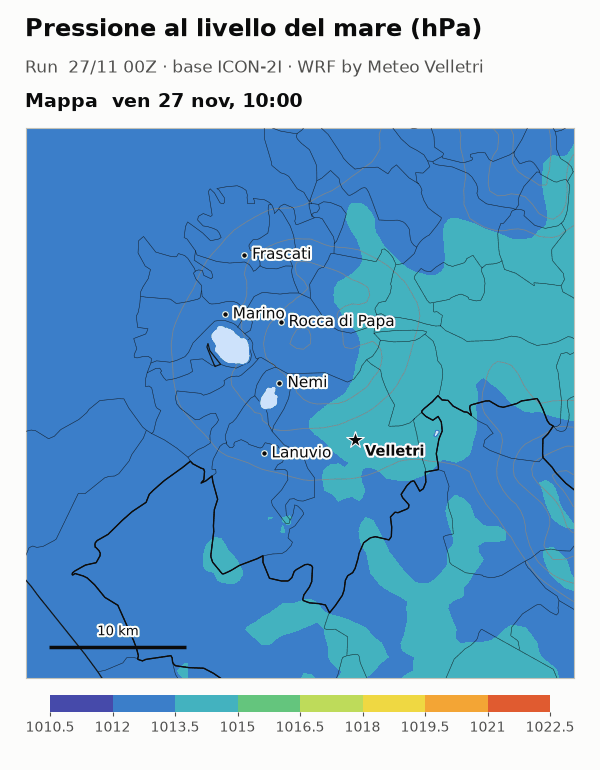 Pressione al livello del mare (hPa)
Run  27/11 00Z · base ICON-2I · WRF by Meteo Velletri
Mappa  ven 27 nov, 10:00
Frascati
Marino
Rocca di Papa
Nemi
Velletri
Lanuvio
10 km
1010.5 1012 1013.5 1015 1016.5 1018 1019.5 1021 1022.5